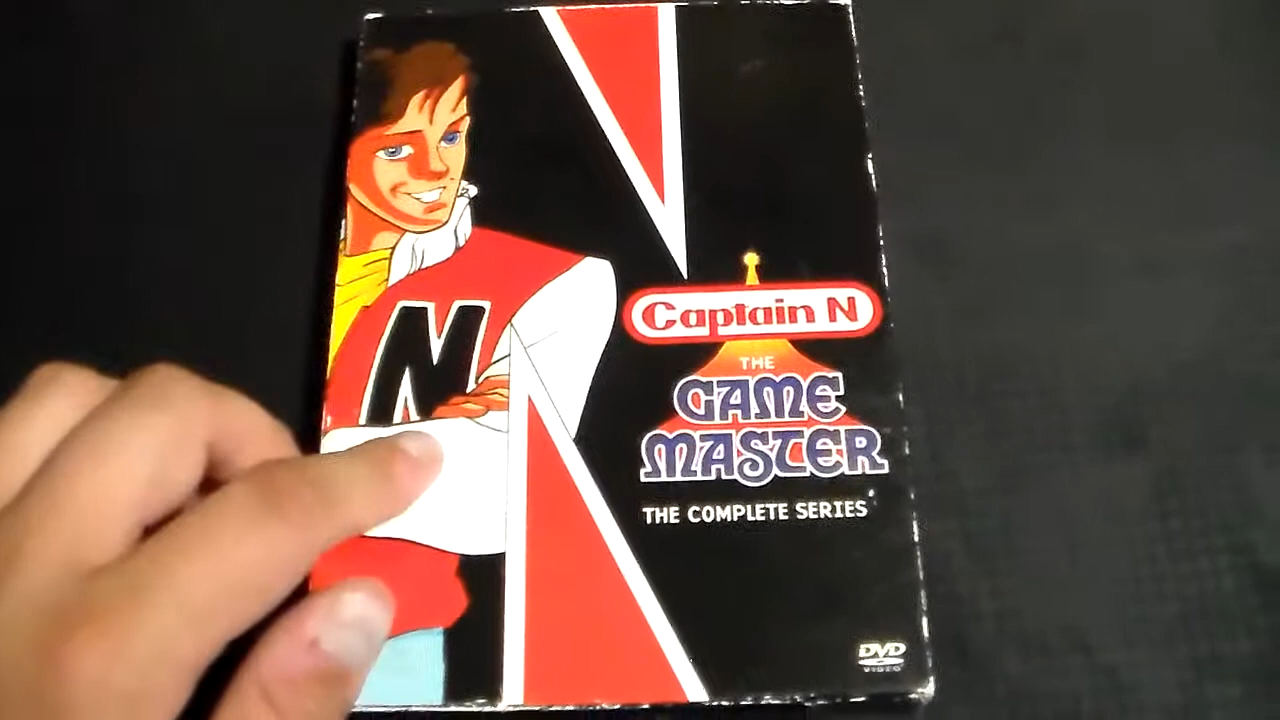 N
Captain N
THE
GAME
MASTER
THE COMPLETE SERIES
DVD
VIDEO